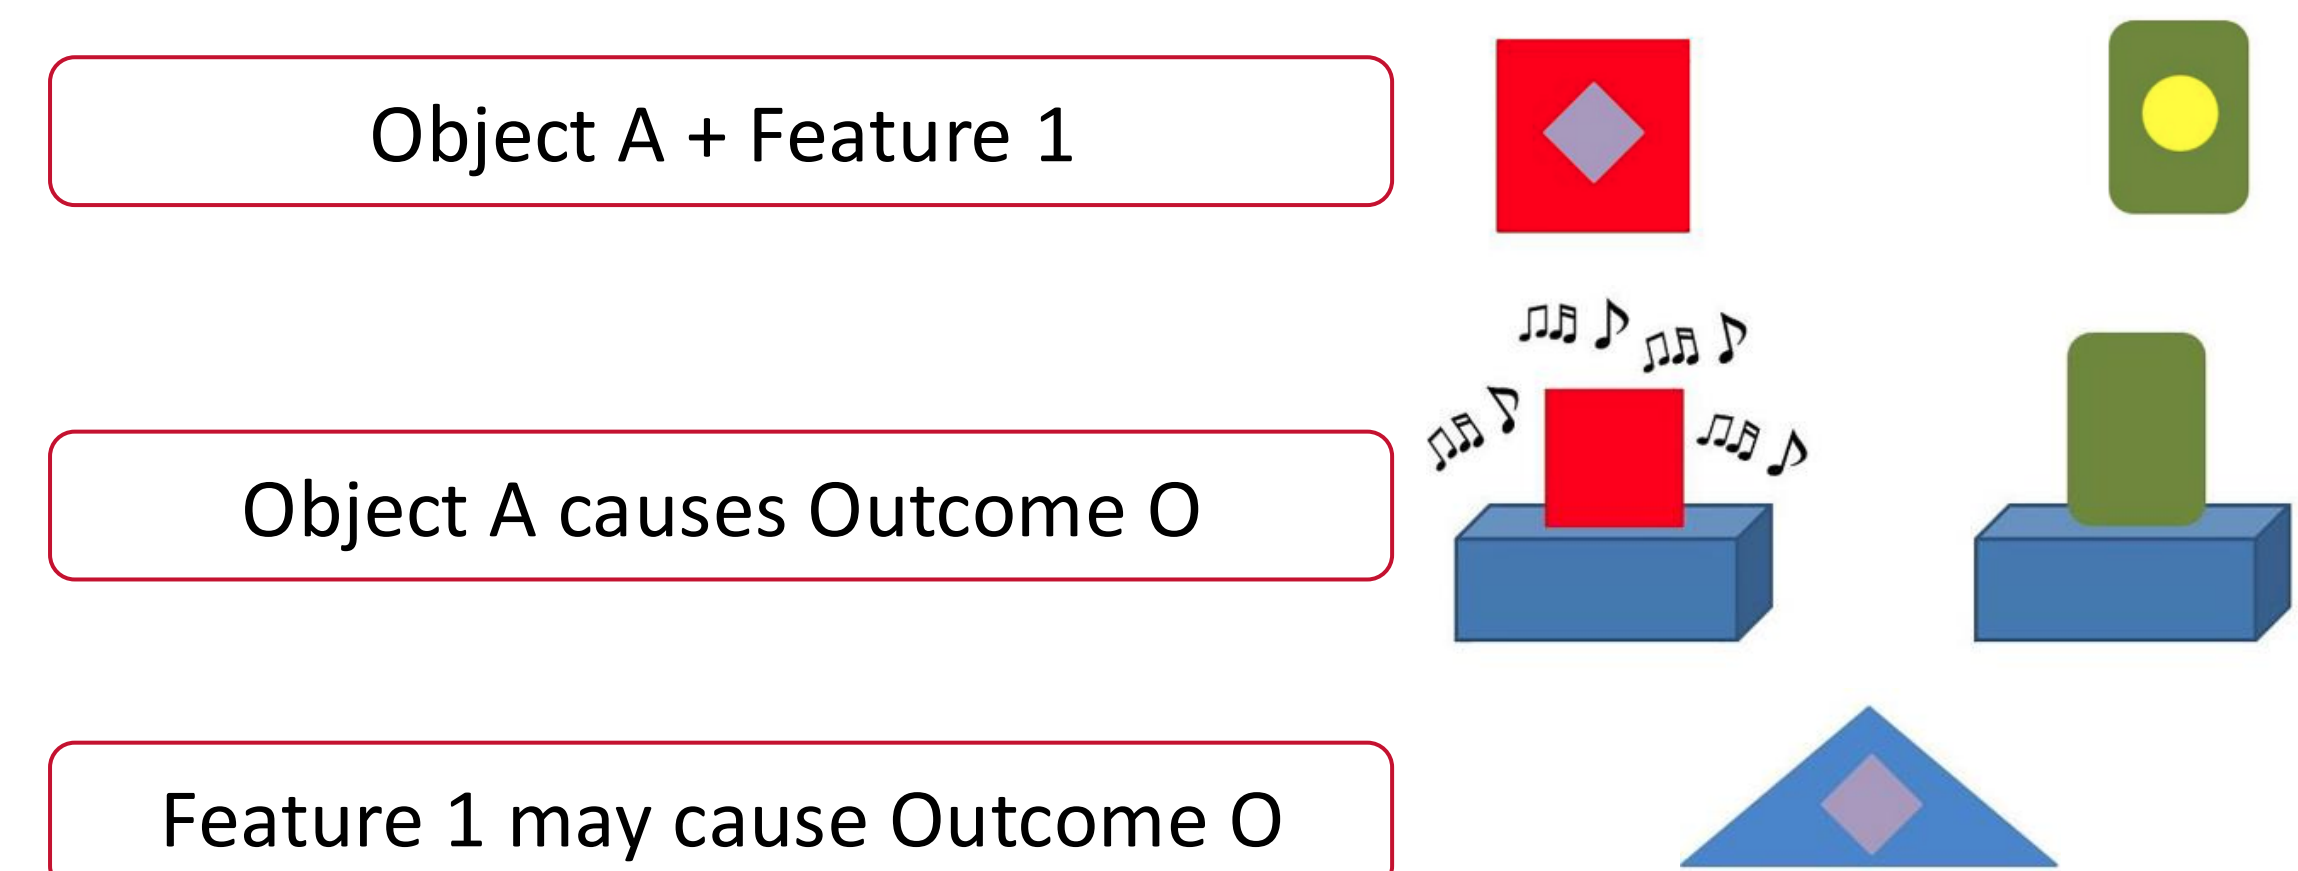 Object A + Feature 1
Object A causes Outcome O
Feature 1 may cause Outcome O